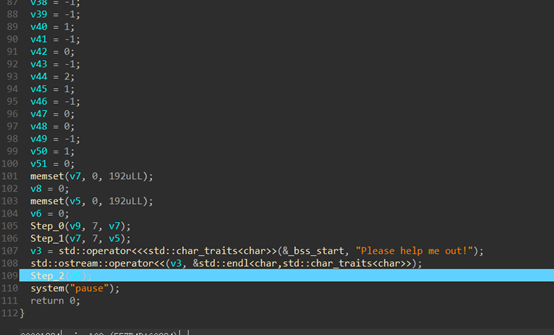 87 v38 = -1;
88 v39 = -1;
89 v40 = 1;
90 v41 = -1;
91 v42 = 0;
92 v43 = -1;
93 v44 = 2;
94 v45 = 1;
95 v46 = -1;
96 v47 = 0;
97 v48 = 0;
98 v49 = -1;
99 v50 = 1;
100 v51 = 0;
101 memset(v7, 0, 192uLL);
102 v8 = 0;
103 memset(v5, 0, 192uLL);
104 v6 = 0;
105 Step_0(v9, 7, v7);
106 Step_1(v7, 7, v5);
107 v3 = std::operator<<<std::char_traits<char>>(&_bss_start, "Please help me out!");
108 std::ostream::operator<<(v3, &std::endl<char,std::char_traits<char>>);
109 Step_2(
110 system("pause");
111 return 0;
112 }